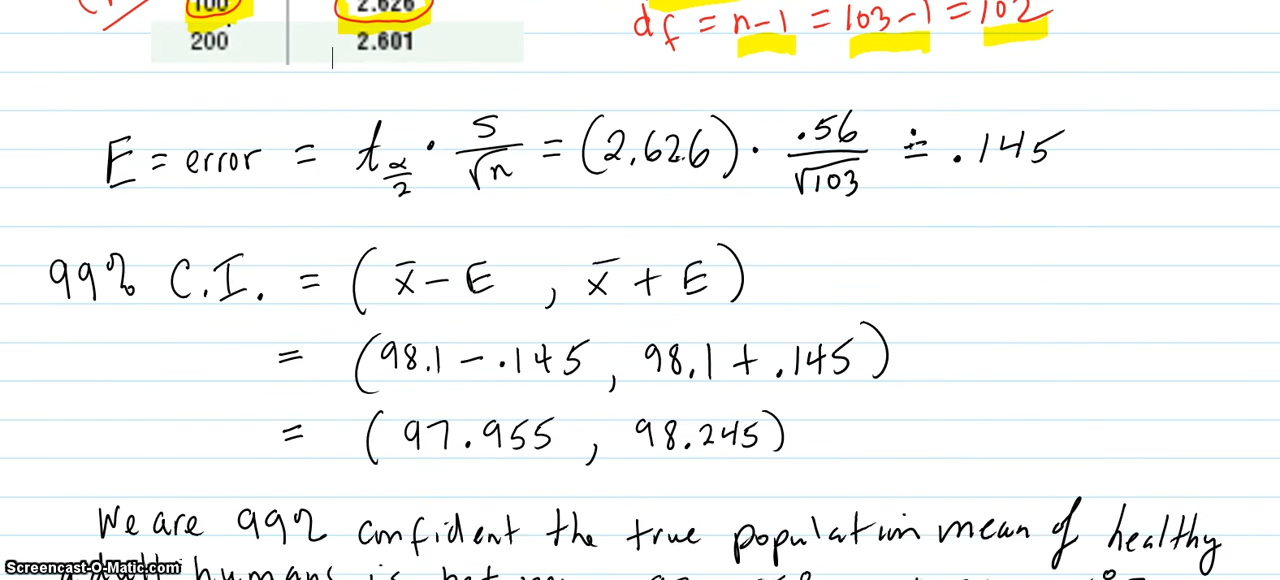 100 2.626
df = n-1 = 103-1 = 102
200 2.601
E = error = t α/2 · s/√n = (2.626) · .56/√103 ≐ .145
99% C.I. = ( x̄ - E , x̄ + E )
= (98.1 - .145 , 98.1 + .145)
= ( 97.955 , 98.245)
We are 99% confident the true population mean of healthy
humans is
Screencast-O-Matic.com